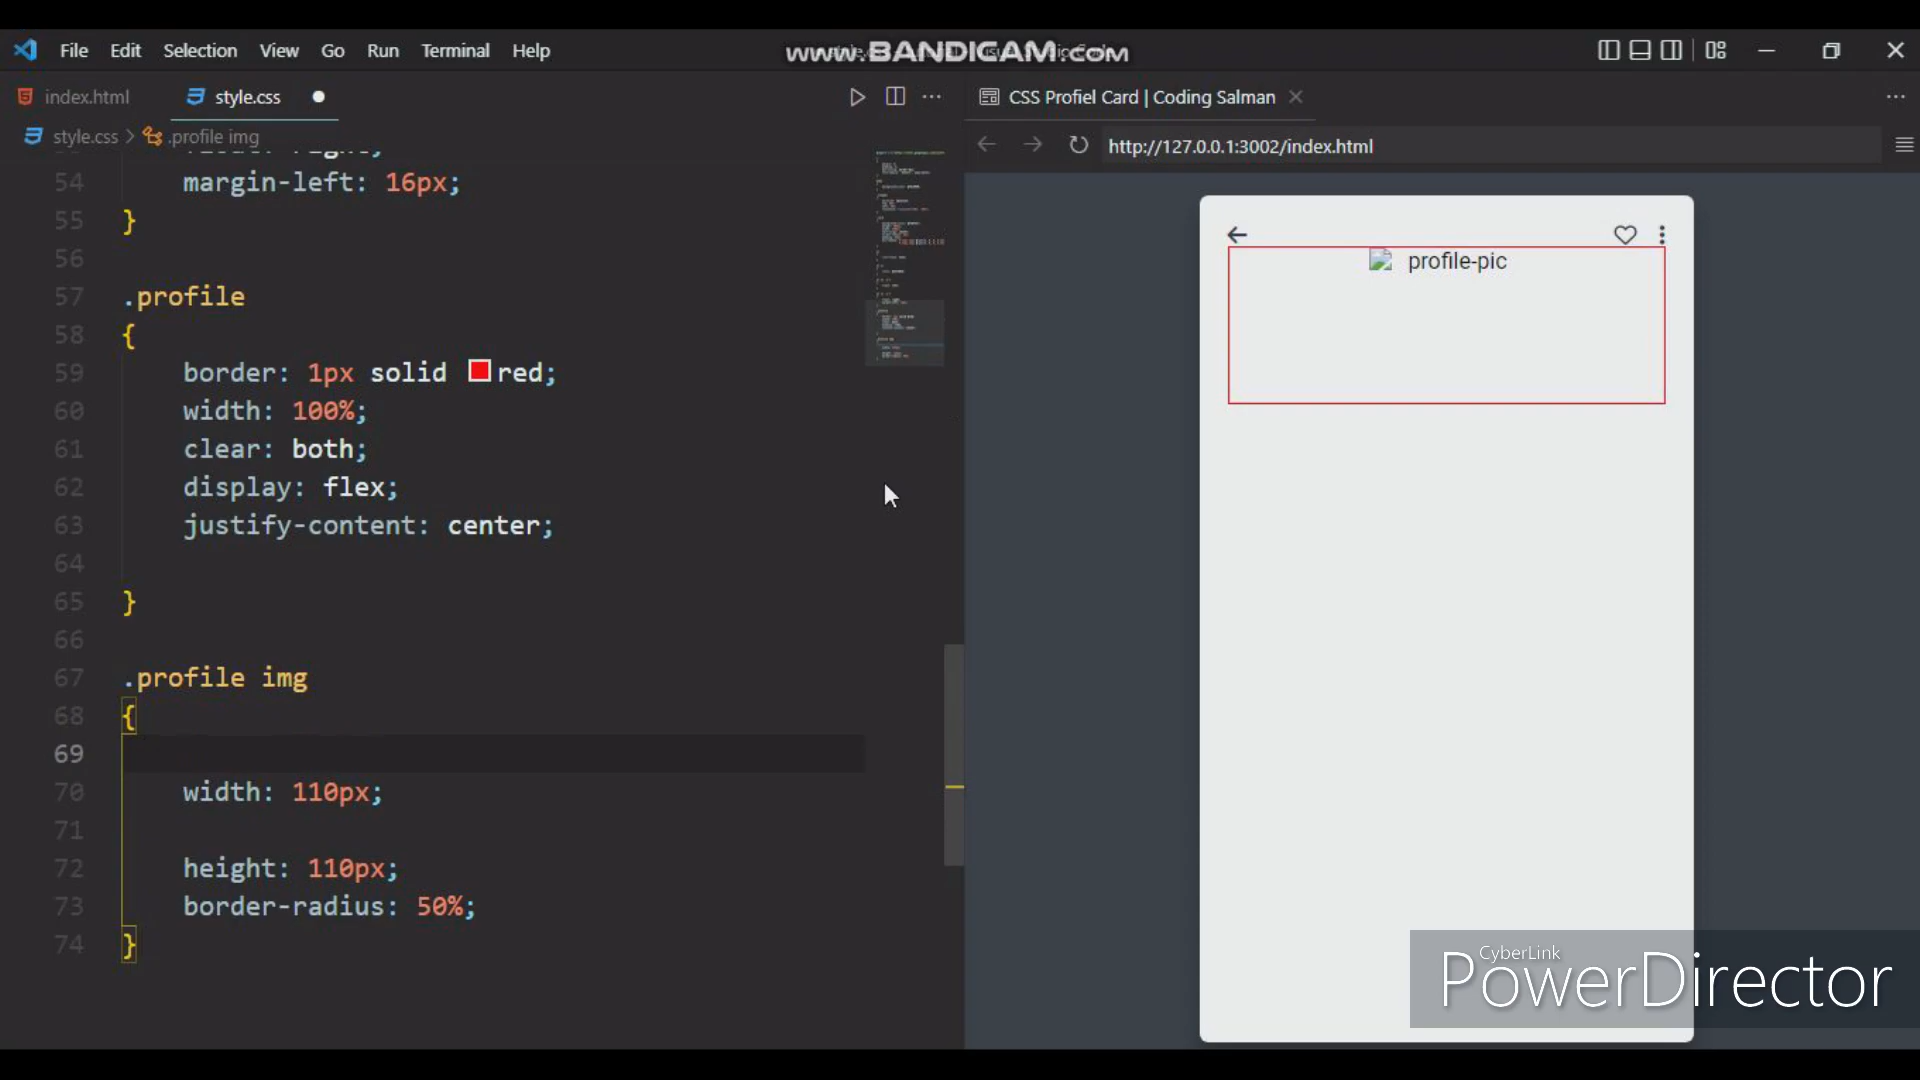 File Edit Selection View Go Run Terminal Help
www.BANDICAM.com
index.html
style.css
CSS Profiel Card | Coding Salman
style.css > .profile img
http://127.0.0.1:3002/index.html
54 margin-left: 16px;
55 }
56
57 .profile
58 {
59 border: 1px solid red;
60 width: 100%;
61 clear: both;
62 display: flex;
63 justify-content: center;
64
65 }
66
67 .profile img
68 {
69
70 width: 110px;
71
72 height: 110px;
73 border-radius: 50%;
74 }
profile-pic
CyberLink
PowerDirector